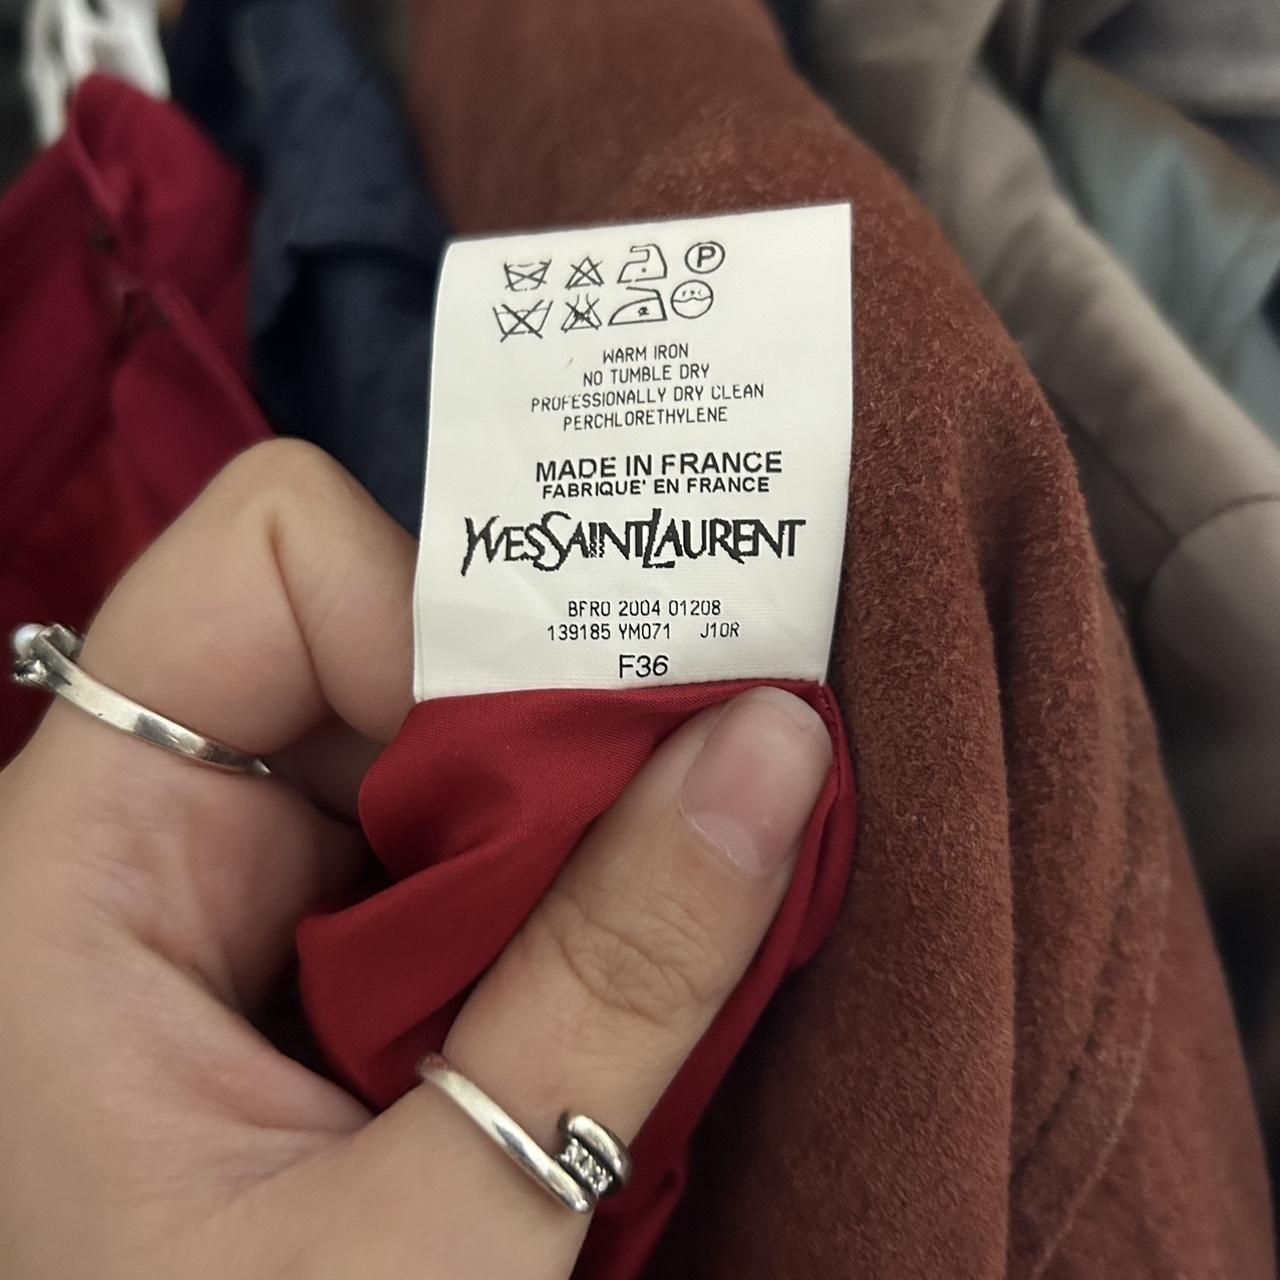 P
WARM IRON
NO TUMBLE DRY
PROFESSIONALLY DRY CLEAN
PERCHLORETHYLENE
MADE IN FRANCE
FABRIQUE' EN FRANCE
YVESSAINTLAURENT
BFRO 2004 01208
139185 YM071 J10R
F36